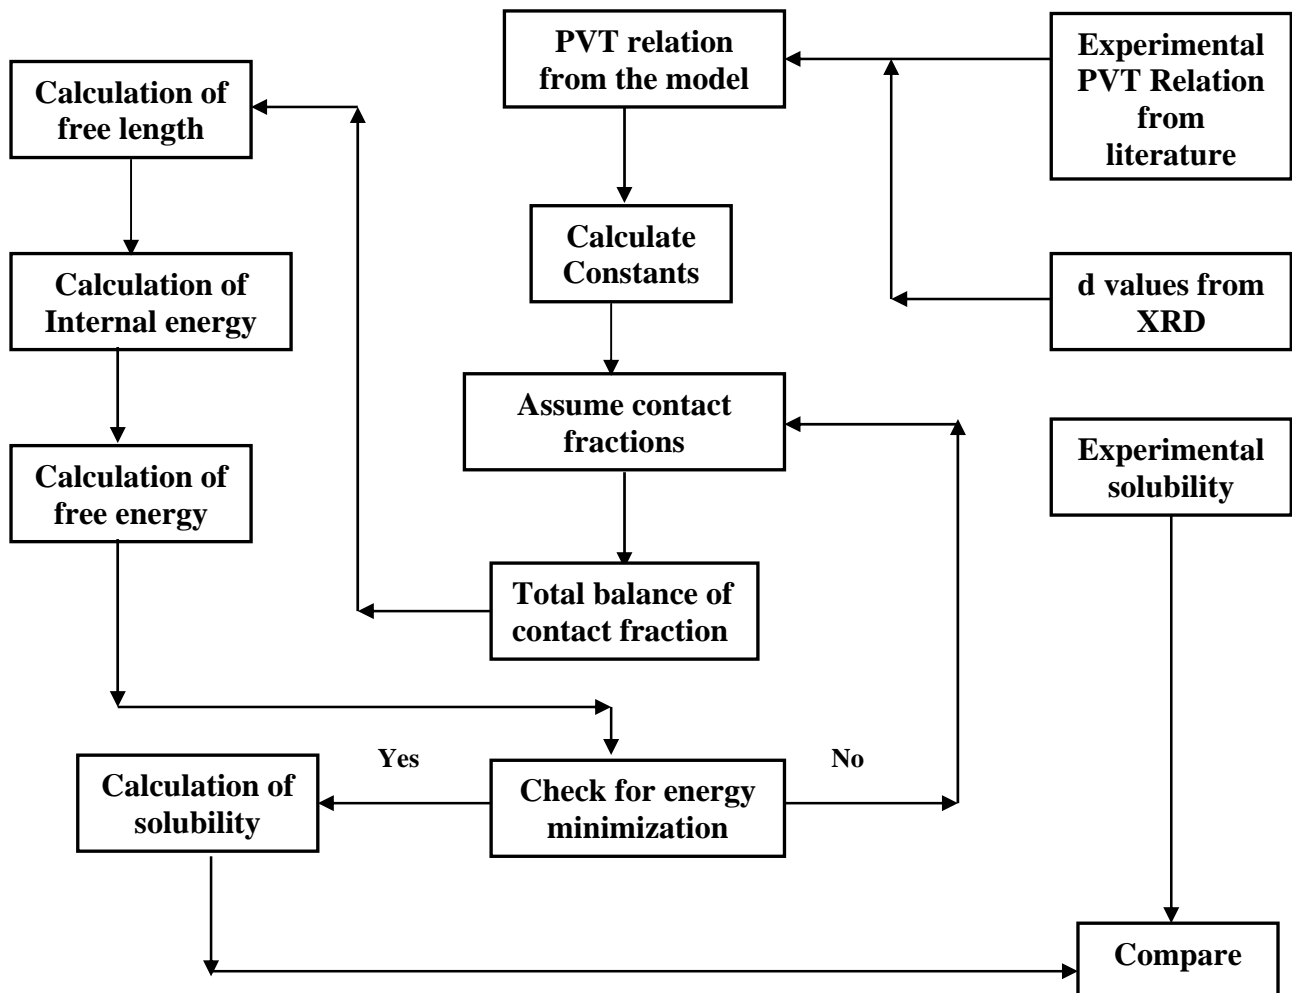 PVT relation
from the model
Experimental
PVT Relation
from
literature
Calculation of
free length
Calculate
Constants
Calculation of
Internal energy
d values from
XRD
Assume contact
fractions
Experimental
solubility
Calculation of
free energy
Total balance of
contact fraction
Yes
No
Calculation of
solubility
Check for energy
minimization
Compare